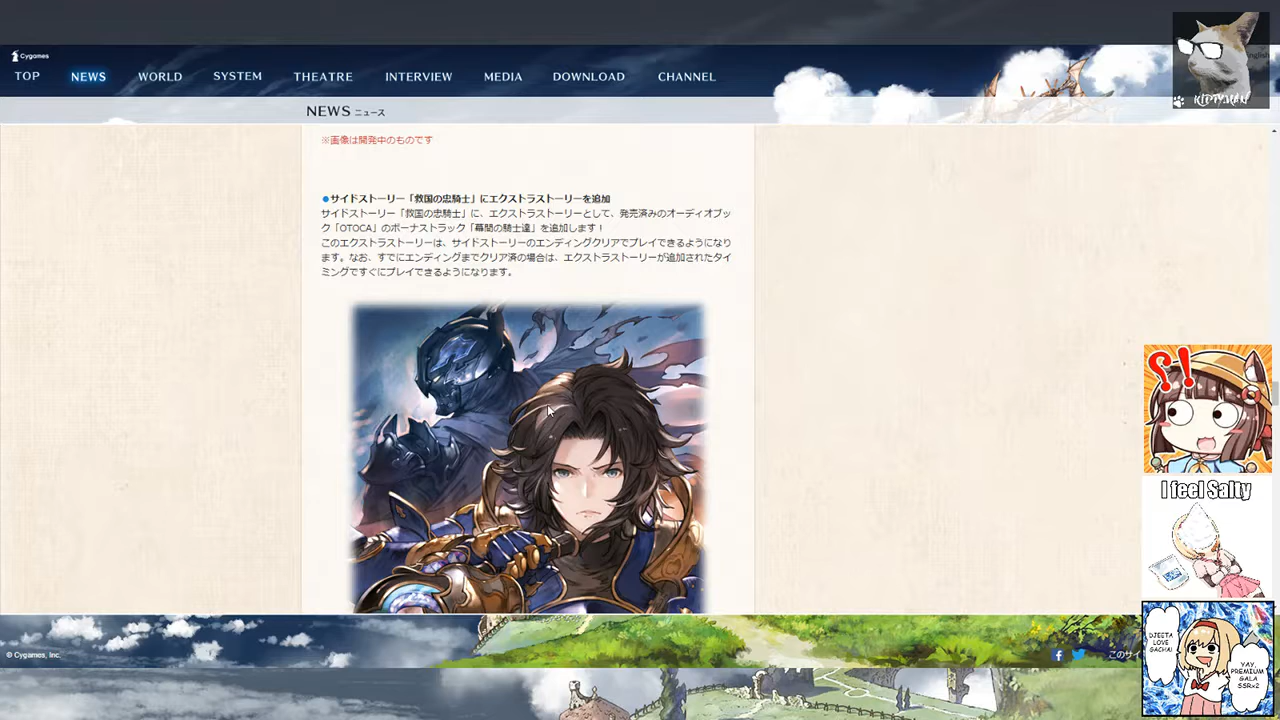 Cygames
TOP NEWS WORLD SYSTEM THEATRE INTERVIEW MEDIA DOWNLOAD CHANNEL
English
KITTYMAN
NEWS ニュース
※画像は開発中のものです
●サイドストーリー「救国の忠騎士」にエクストラストーリーを追加
サイドストーリー「救国の忠騎士」に、エクストラストーリーとして、発売済みのオーディオブッ
ク「OTOCA」のボーナストラック「幕間の騎士達」を追加します！
このエクストラストーリーは、サイドストーリーのエンディングクリアでプレイできるようになり
ます。なお、すでにエンディングまでクリア済の場合は、エクストラストーリーが追加されたタイ
ミングですぐにプレイできるようになります。
?!
I feel Salty
DJEETA
LOVE
GACHA!
YAY,
PREMIUM
GALA
SSRx2
© Cygames, Inc.
このサイ